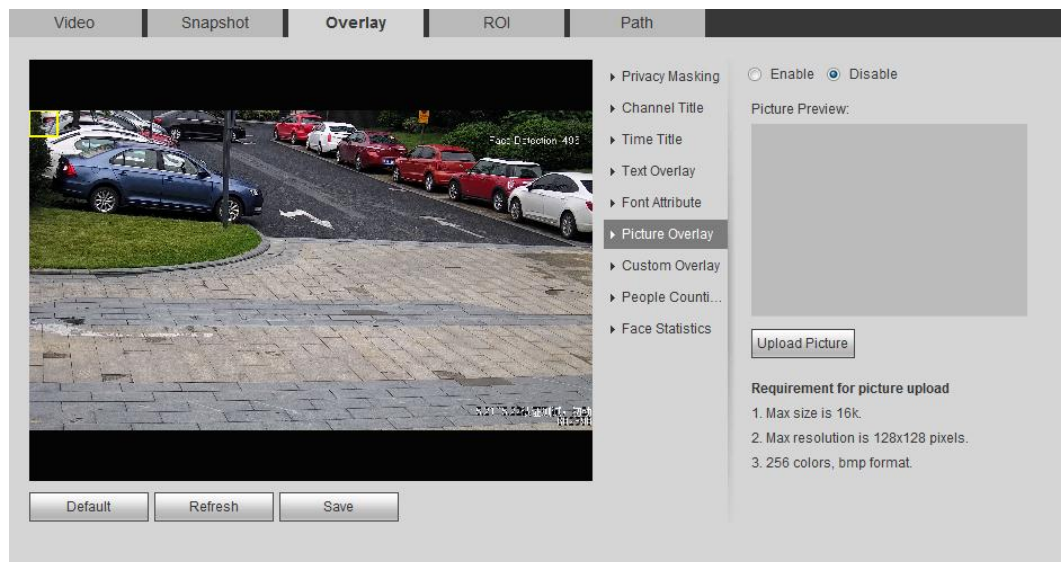 Video
Snapshot
Overlay
ROI
Path
Face Detection
Privacy Masking
Channel Title
Time Title
Text Overlay
Font Attribute
Picture Overlay
Custom Overlay
People Counti...
Face Statistics
Enable
Disable
Picture Preview:
Upload Picture
Requirement for picture upload
1. Max size is 16k.
2. Max resolution is 128x128 pixels.
3. 256 colors, bmp format.
Default
Refresh
Save